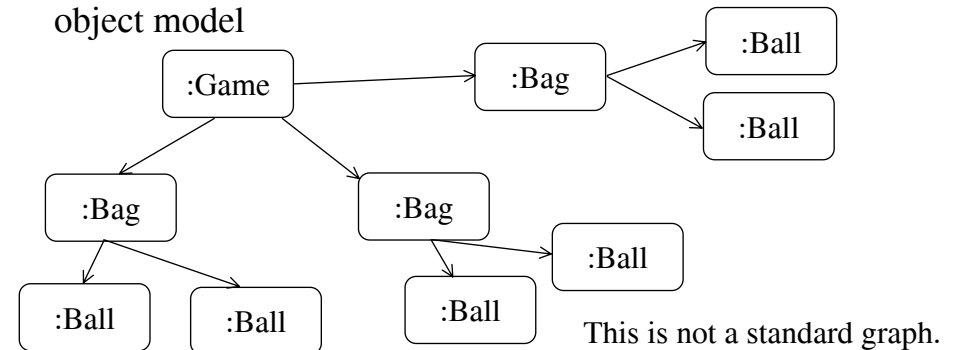 object model
:Game
:Bag
:Ball
:Ball
:Bag
:Bag
:Ball
:Ball
:Ball
:Ball
This is not a standard graph.